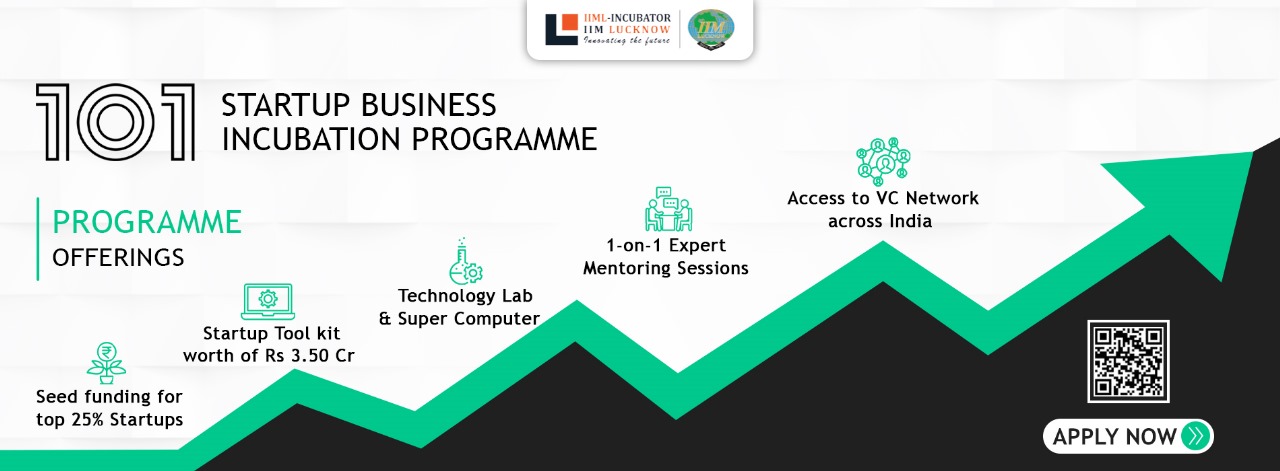 IIML-INCUBATOR
IIM LUCKNOW
Innovating the future
IIM
LUCKNOW
101
STARTUP BUSINESS
INCUBATION PROGRAMME
PROGRAMME
OFFERINGS
Seed funding for
top 25% Startups
Startup Tool kit
worth of Rs 3.50 Cr
Technology Lab
& Super Computer
1-on-1 Expert
Mentoring Sessions
Access to VC Network
across India
APPLY NOW